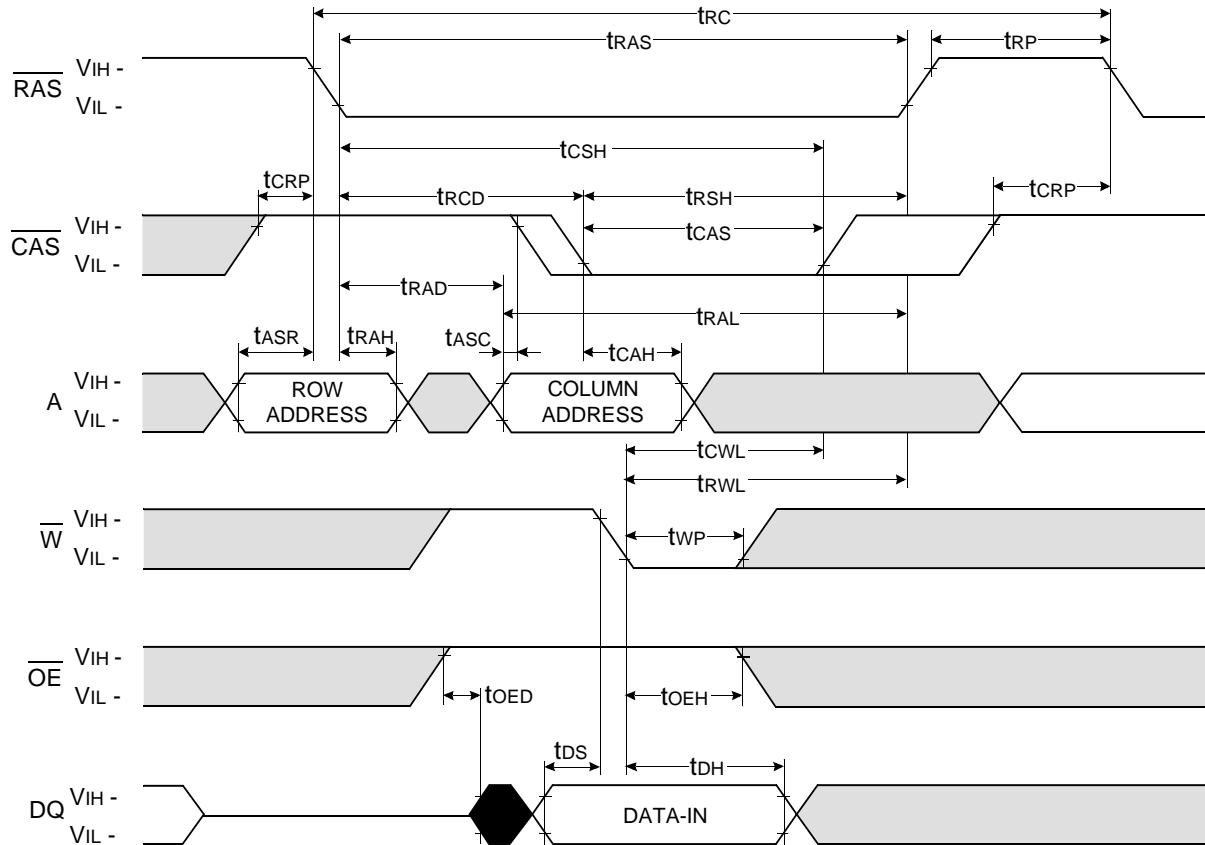 tRC
tRAS
tRP
RAS
VIH -
VIL -
tCSH
tCRP
tRCD
tRSH
tCRP
CAS
VIH -
VIL -
tCAS
tRAD
tRAL
tASR
tRAH
tASC
tCAH
A
VIH -
VIL -
ROW
ADDRESS
COLUMN
ADDRESS
tCWL
tRWL
W
VIH -
VIL -
tWP
OE
VIH -
VIL -
tOED
tOEH
tDS
tDH
DQ
VIH -
VIL -
DATA-IN